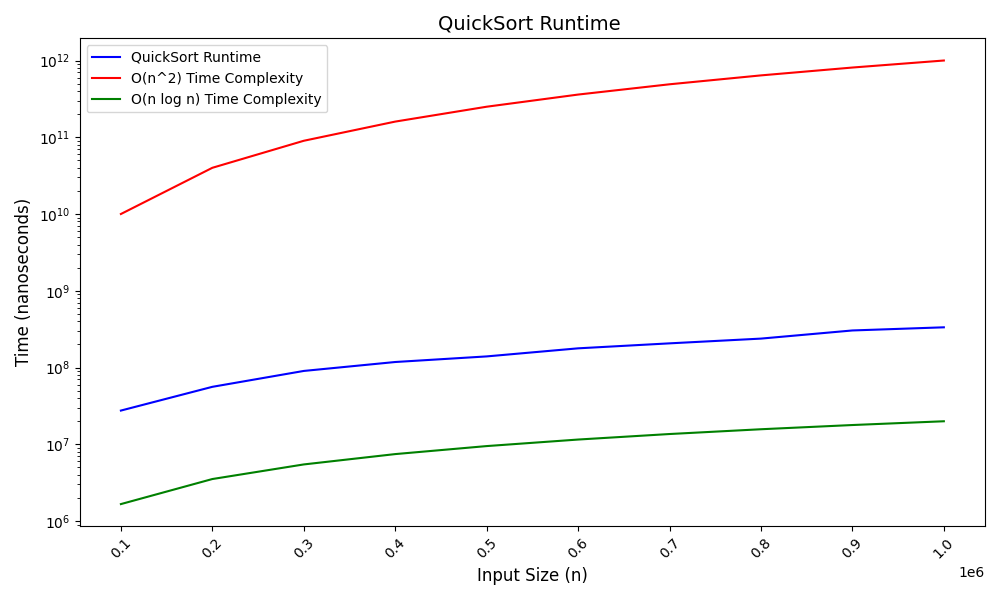 QuickSort Runtime
QuickSort Runtime
O(n^2) Time Complexity
O(n log n) Time Complexity
Time (nanoseconds)
10¹²
10¹¹
10¹⁰
10⁹
10⁸
10⁷
10⁶
0.1 0.2 0.3 0.4 0.5 0.6 0.7 0.8 0.9 1.0
1e6
Input Size (n)